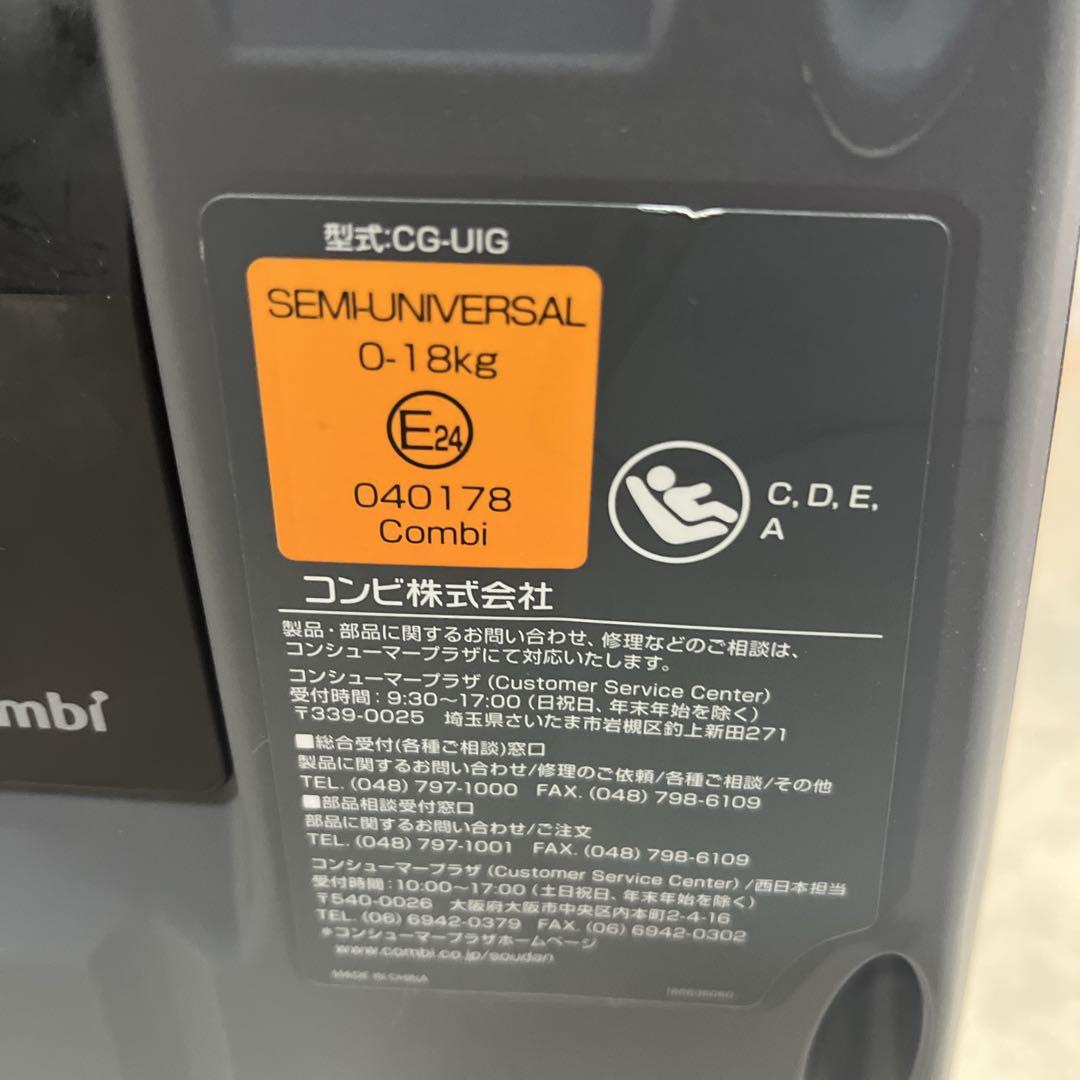 型式:CG-UIG
SEMI-UNIVERSAL
0-18kg
E24
040178
Combi
C, D, E,
A
コンビ株式会社
製品・部品に関するお問い合わせ、修理などのご相談は、
コンシューマープラザにて対応いたします。
コンシューマープラザ (Customer Service Center)
受付時間：9:30～17:00 (日祝日、年末年始を除く)
〒339-0025 埼玉県さいたま市岩槻区釣上新田271
■総合受付(各種ご相談)窓口
製品に関するお問い合わせ/修理のご依頼/各種ご相談/その他
TEL. (048) 797-1000 FAX. (048) 798-6109
■部品相談受付窓口
部品に関するお問い合わせ/ご注文
TEL. (048) 797-1001 FAX. (048) 798-6109
コンシューマープラザ (Customer Service Center) /西日本担当
受付時間：10:00～17:00 (土日祝日、年末年始を除く)
〒540-0026 大阪府大阪市中央区内本町2-4-16
TEL. (06) 6942-0379 FAX. (06) 6942-0302
＊コンシューマープラザホームページ
www.combi.co.jp/soudan
MADE IN CHINA
mbi